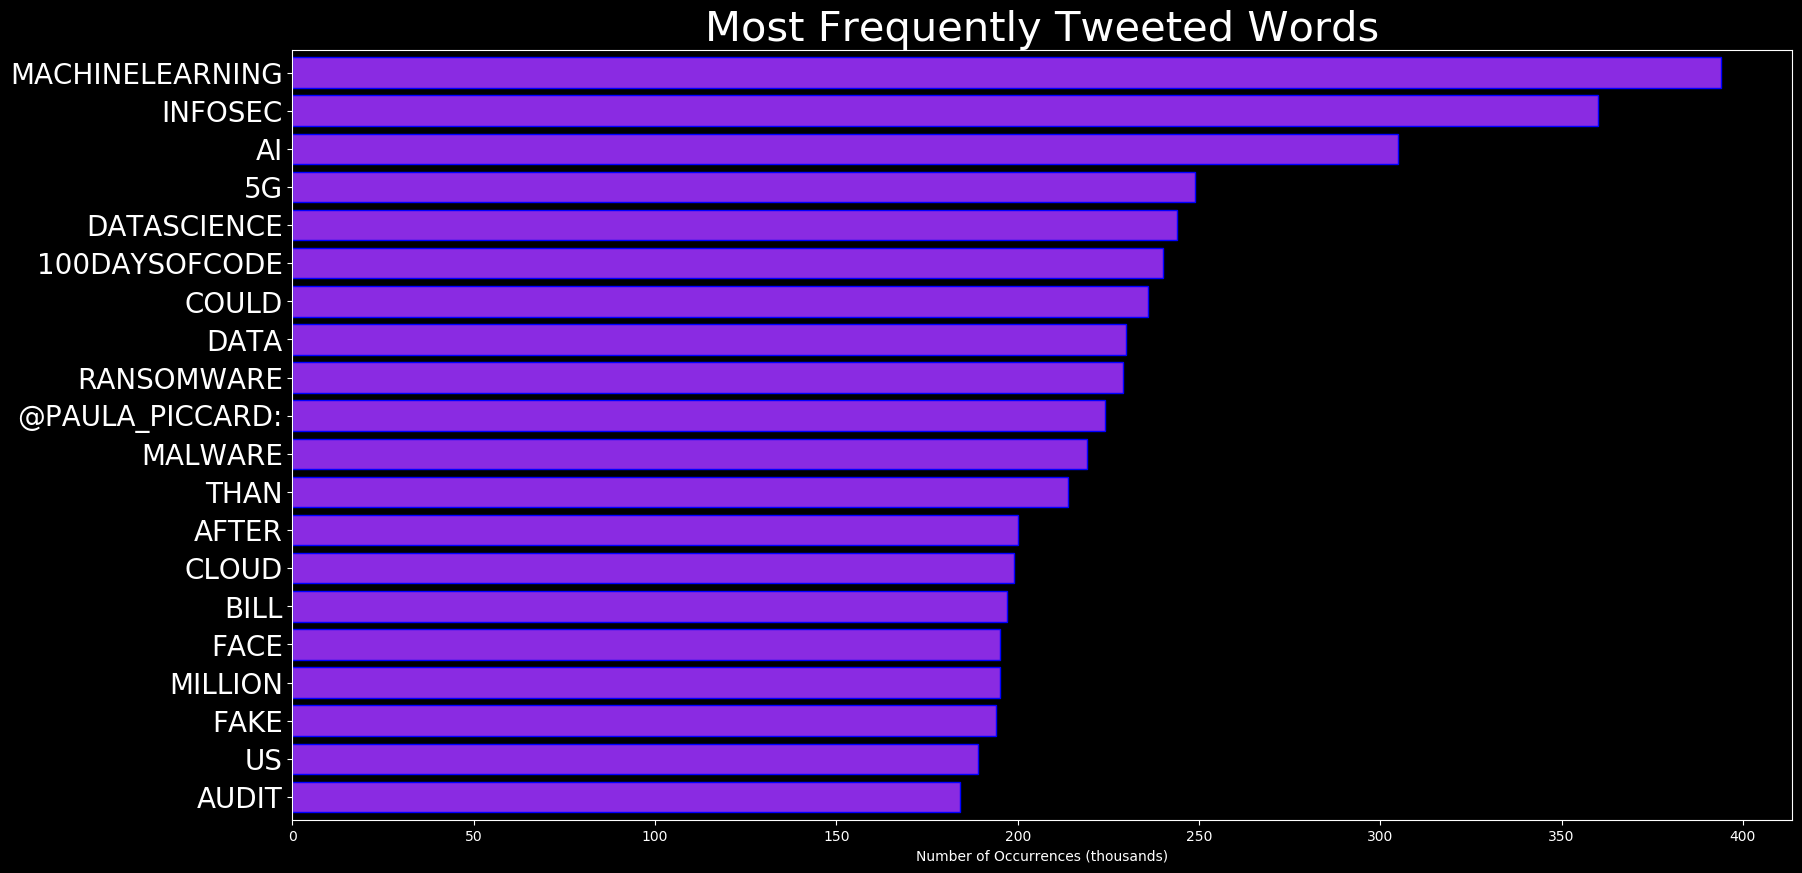 Most Frequently Tweeted Words
MACHINELEARNING
INFOSEC
AI
5G
DATASCIENCE
100DAYSOFCODE
COULD
DATA
RANSOMWARE
@PAULA_PICCARD:
MALWARE
THAN
AFTER
CLOUD
BILL
FACE
MILLION
FAKE
US
AUDIT
0 50 100 150 200 250 300 350 400
Number of Occurrences (thousands)